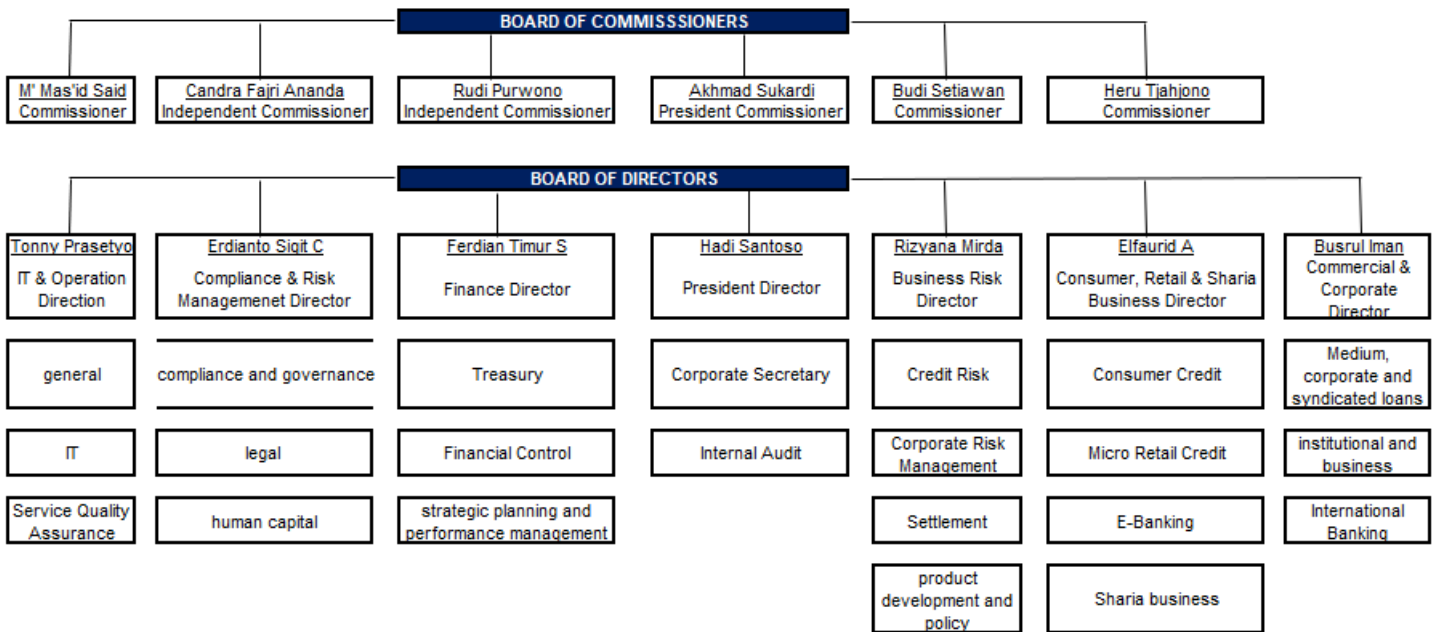 BOARD OF COMMISSSIONERS
M' Mas'id Said
Commissioner
Candra Fajri Ananda
Independent Commissioner
Rudi Purwono
Independent Commissioner
Akhmad Sukardi
President Commissioner
Budi Setiawan
Commissioner
Heru Tjahjono
Commissioner
BOARD OF DIRECTORS
Tonny Prasetyo
IT & Operation
Direction
Erdianto Sigit C
Compliance & Risk
Managemenet Director
Ferdian Timur S
Finance Director
Hadi Santoso
President Director
Rizyana Mirda
Business Risk
Director
Elfaurid A
Consumer, Retail & Sharia
Business Director
Busrul Iman
Commercial &
Corporate
Director
general
compliance and governance
Treasury
Corporate Secretary
Credit Risk
Consumer Credit
Medium,
corporate and
syndicated loans
IT
legal
Financial Control
Internal Audit
Corporate Risk
Management
Micro Retail Credit
institutional and
business
Service Quality
Assurance
human capital
strategic planning and
performance management
Settlement
E-Banking
International
Banking
product
development and
policy
Sharia business